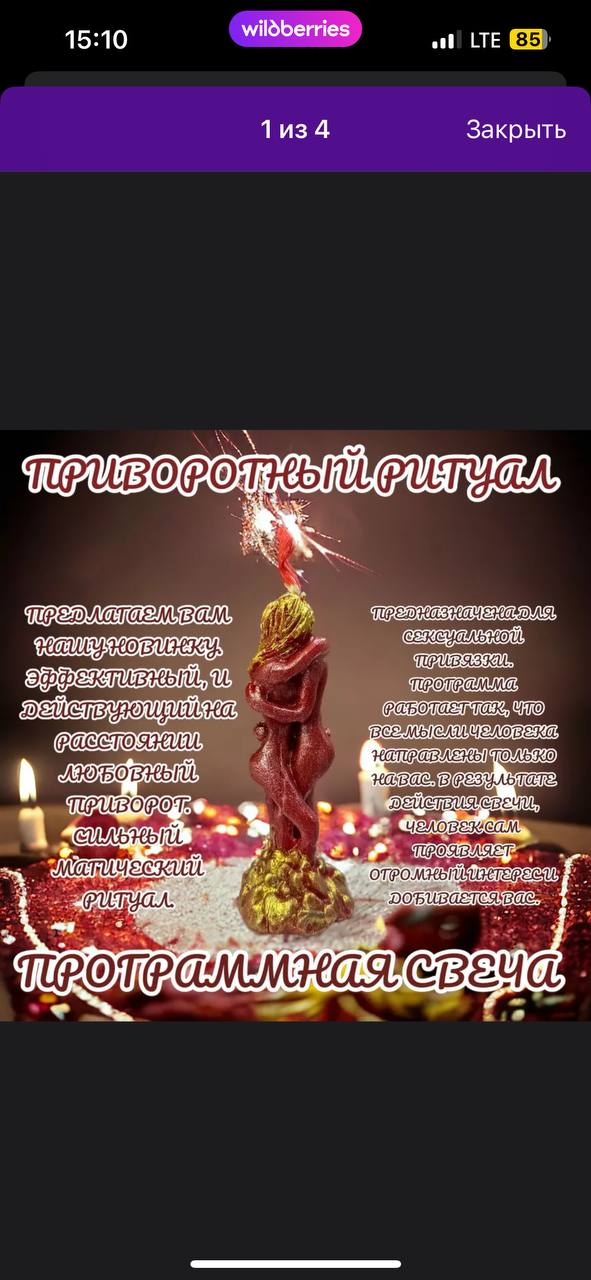 15:10
wildberries
LTE
85
1 из 4
Закрыть
ПРИВОРОТНЫЙ РИТУАЛ
ПРЕДЛАГАЕМ ВАМ
НАШУ НОВИНКУ
ЭФФЕКТИВНЫЙ, И
ДЕЙСТВУЮЩИЙ НА
РАССТОЯНИИ
ЛЮБОВНЫЙ
ПРИВОРОТ.
СИЛЬНЫЙ
МАГИЧЕСКИЙ
РИТУАЛ.
ПРЕДНАЗНАЧЕНА ДЛЯ
СЕКСУАЛЬНОЙ
ПРИВЯЗКИ.
ПРОГРАММА
РАБОТАЕТ ТАК, ЧТО
ВСЕ МЫСЛИ ЧЕЛОВЕКА
НАПРАВЛЕНЫ ТОЛЬКО
НА ВАС. В РЕЗУЛЬТАТЕ
ДЕЙСТВИЯ СВЕЧИ,
ЧЕЛОВЕК САМ
ПРОЯВЛЯЕТ
ОГРОМНЫЙ ИНТЕРЕС И
ДОБИВАЕТСЯ ВАС.
ПРОГРАММНАЯ СВЕЧА